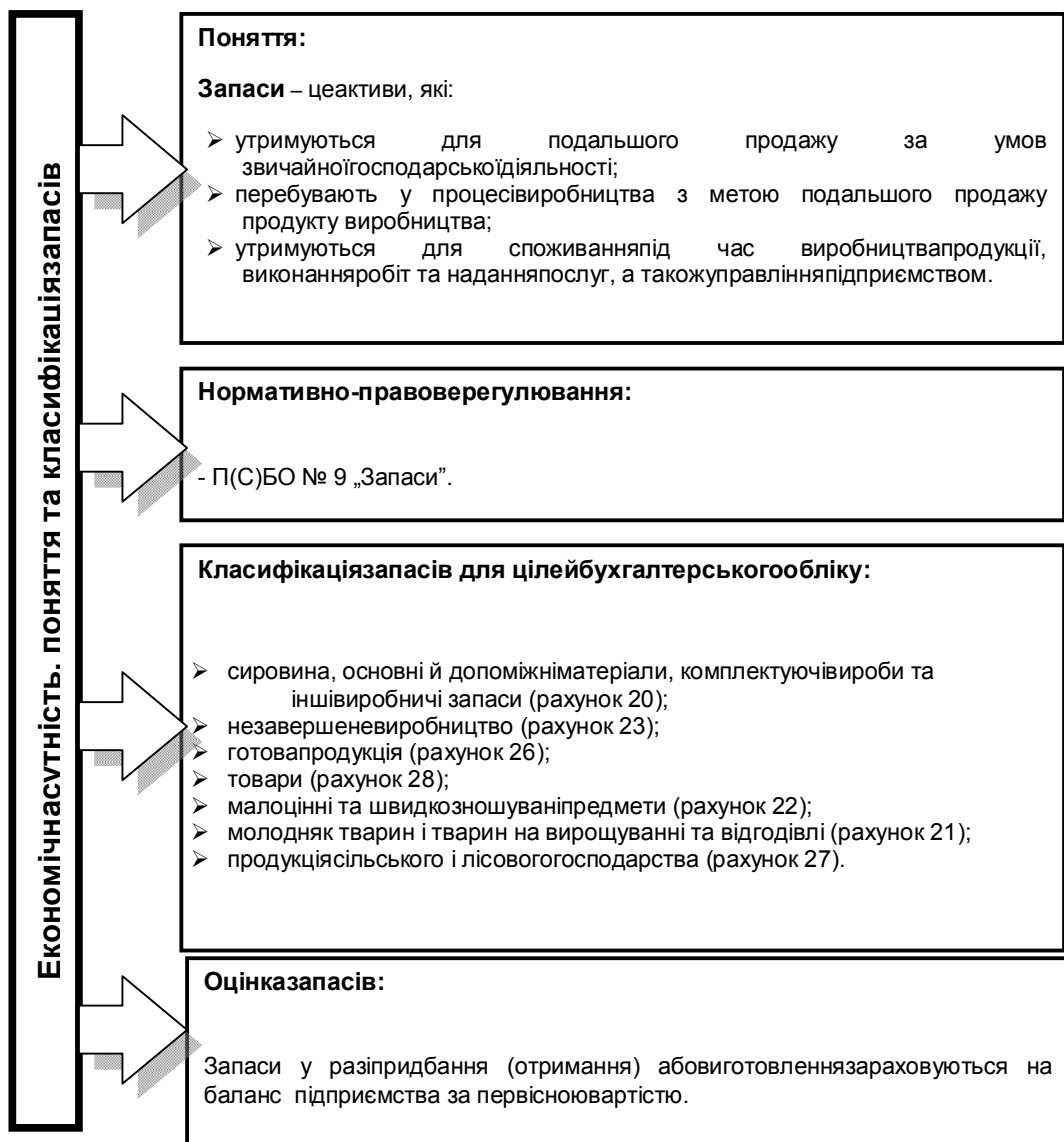 Економічнасутність. поняття та класифікаціязапасів
Поняття:
Запаси – цеактиви, які:
➢ утримуються для подальшого продажу за умов
звичайноїгосподарськоїдіяльності;
➢ перебувають у процесівиробництва з метою подальшого продажу
продукту виробництва;
➢ утримуються для споживанняпід час виробництвапродукції,
виконанняробіт та наданняпослуг, а такожуправлінняпідприємством.
Нормативно-правоверегулювання:
- П(С)БО № 9 „Запаси”.
Класифікаціязапасів для цілейбухгалтерськогообліку:
➢ сировина, основні й допоміжніматеріали, комплектуючівироби та
іншівиробничі запаси (рахунок 20);
➢ незавершеневиробництво (рахунок 23);
➢ готовапродукція (рахунок 26);
➢ товари (рахунок 28);
➢ малоцінні та швидкозношуваніпредмети (рахунок 22);
➢ молодняк тварин і тварин на вирощуванні та відгодівлі (рахунок 21);
➢ продукціясільського і лісовогогосподарства (рахунок 27).
Оцінказапасів:
Запаси у разіпридбання (отримання) абовиготовленнязараховуються на
баланс підприємства за первісноювартістю.